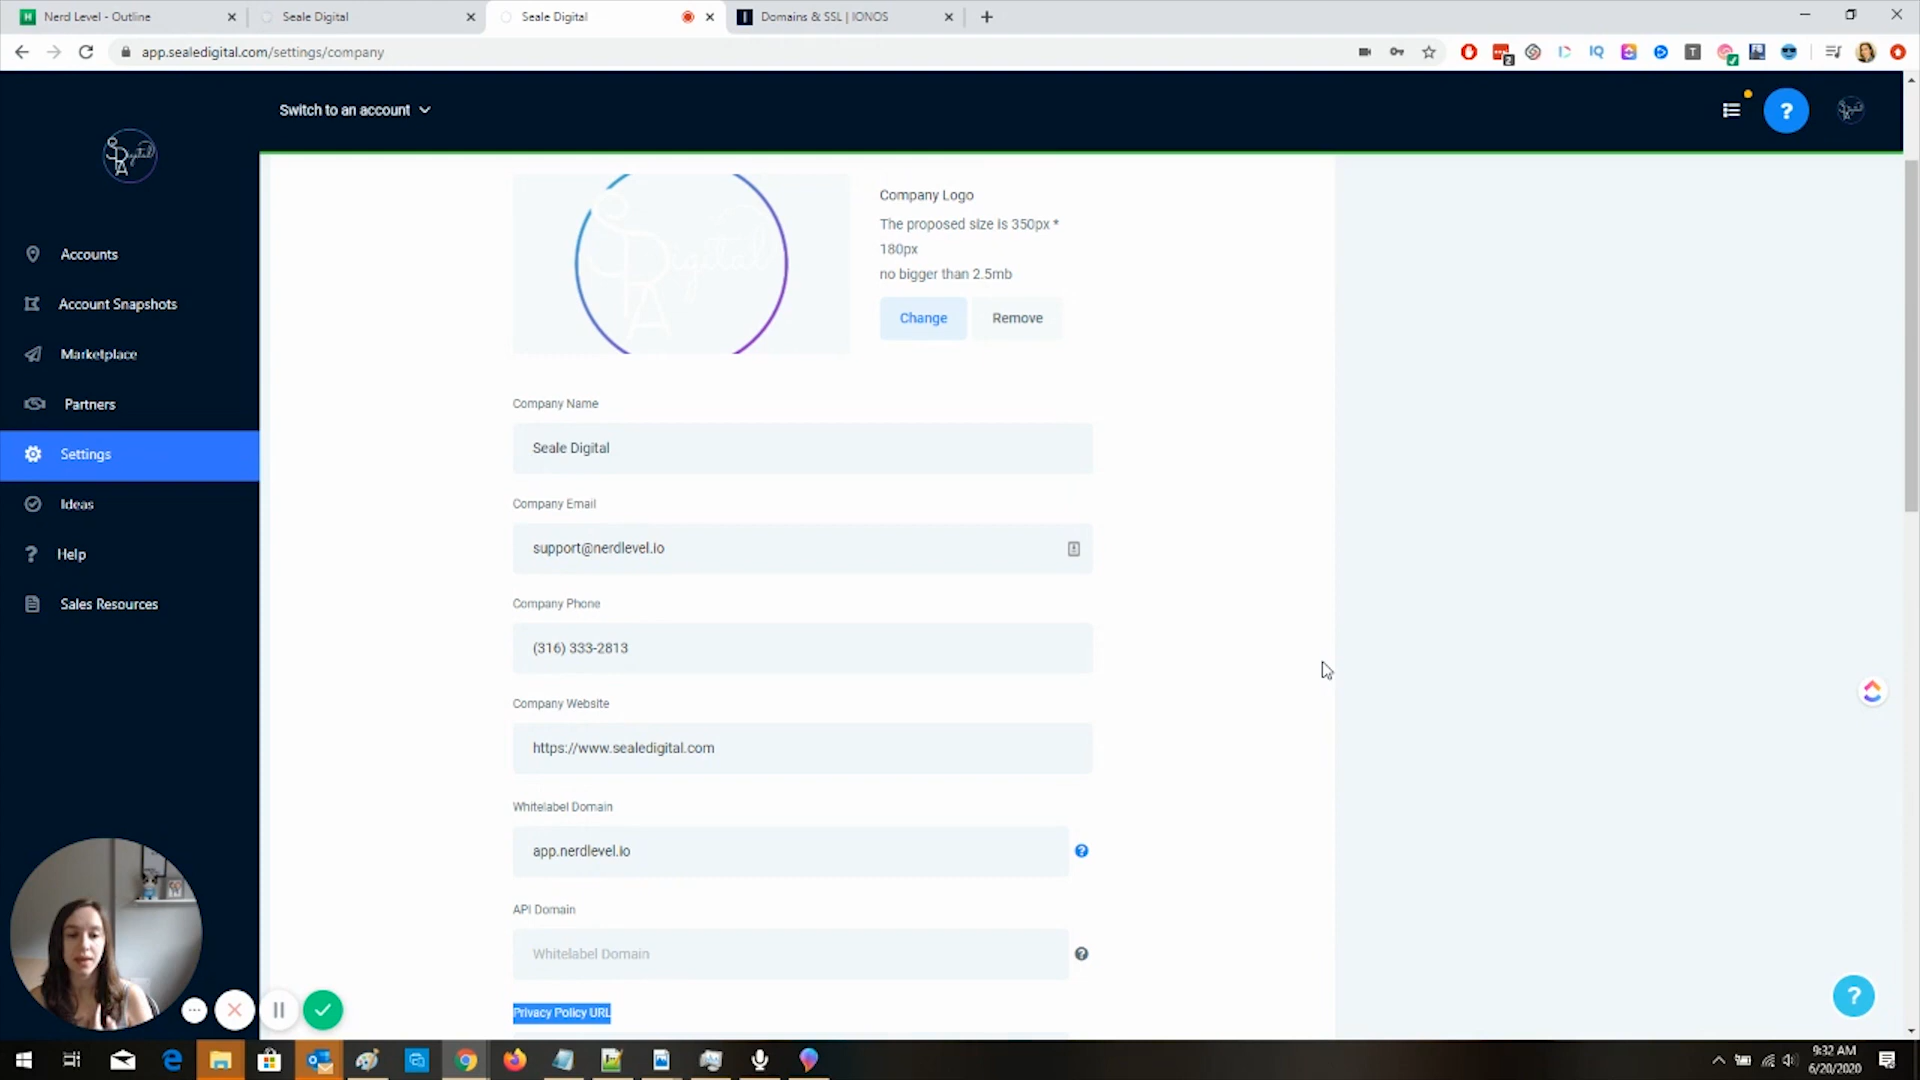 Nerd Level - Outline
Seale Digital
Seale Digital
Domains & SSL | IONOS
app.sealedigital.com/settings/company
Switch to an account
Company Logo
The proposed size is 350px *
180px
no bigger than 2.5mb
Change
Remove
Accounts
Account Snapshots
Marketplace
Partners
Settings
Ideas
Help
Sales Resources
Company Name
Seale Digital
Company Email
support@nerdlevel.io
Company Phone
(316) 333-2813
Company Website
https://www.sealedigital.com
Whitelabel Domain
app.nerdlevel.io
API Domain
Whitelabel Domain
Privacy Policy URL
9:32 AM
6/20/2020